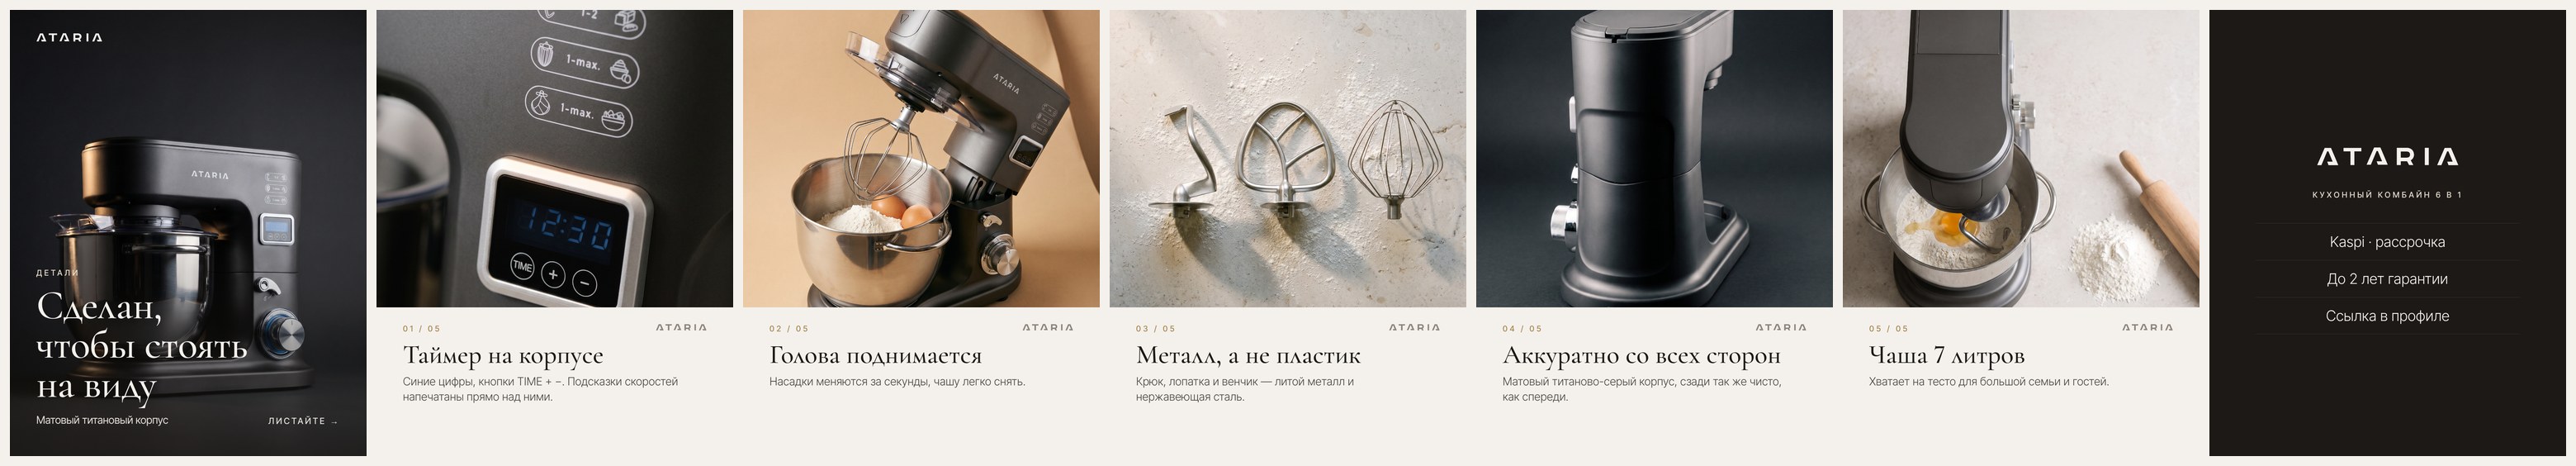 ATARIA
ATARIA
ДЕТАЛИ
Сделан,
чтобы стоять
на виду
Матовый титановый корпус
ЛИСТАЙТЕ →
1-2
1-max.
1-max.
12:30
TIME + −
01 / 05
ATARIA
Таймер на корпусе
Синие цифры, кнопки TIME + −. Подсказки скоростей
напечатаны прямо над ними.
ATARIA
02 / 05
ATARIA
Голова поднимается
Насадки меняются за секунды, чашу легко снять.
03 / 05
ATARIA
Металл, а не пластик
Крюк, лопатка и венчик — литой металл и
нержавеющая сталь.
04 / 05
ATARIA
Аккуратно со всех сторон
Матовый титаново-серый корпус, сзади так же чисто,
как спереди.
05 / 05
ATARIA
Чаша 7 литров
Хватает на тесто для большой семьи и гостей.
ATARIA
КУХОННЫЙ КОМБАЙН 6 В 1
Kaspi · рассрочка
До 2 лет гарантии
Ссылка в профиле